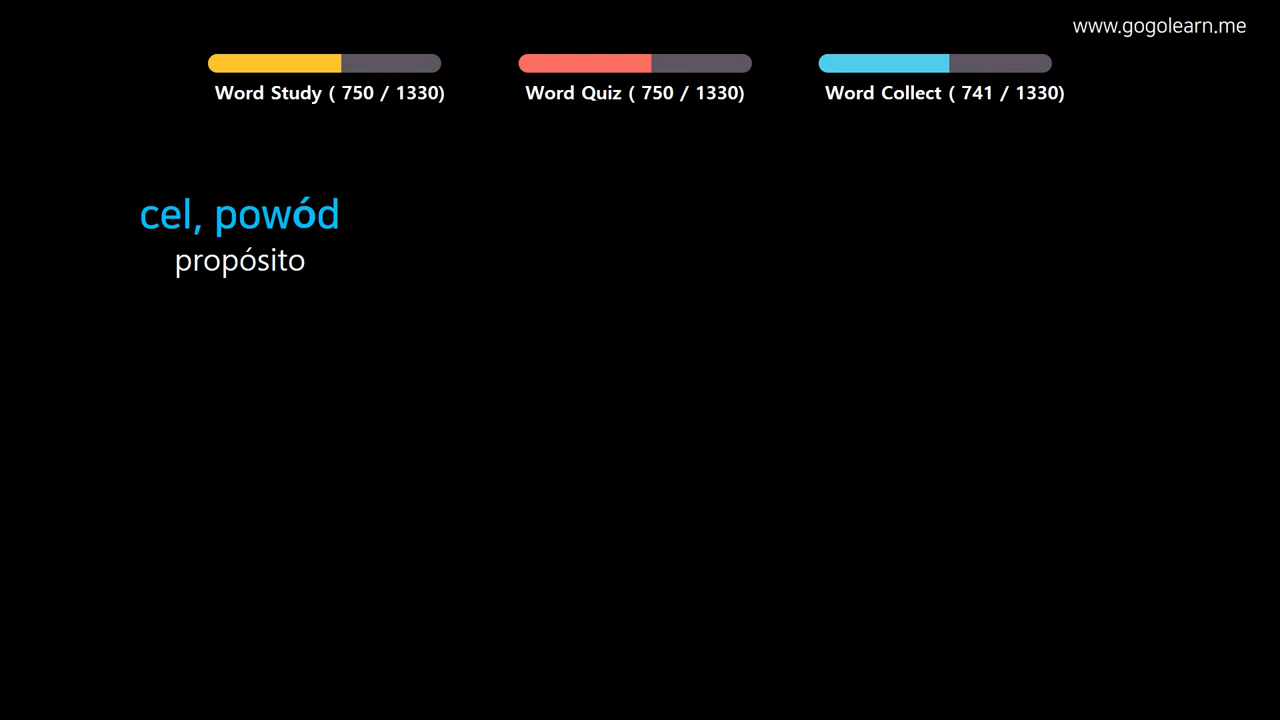 www.gogolearn.me
Word Study ( 750 / 1330)
Word Quiz ( 750 / 1330)
Word Collect ( 741 / 1330)
cel, powód
propósito